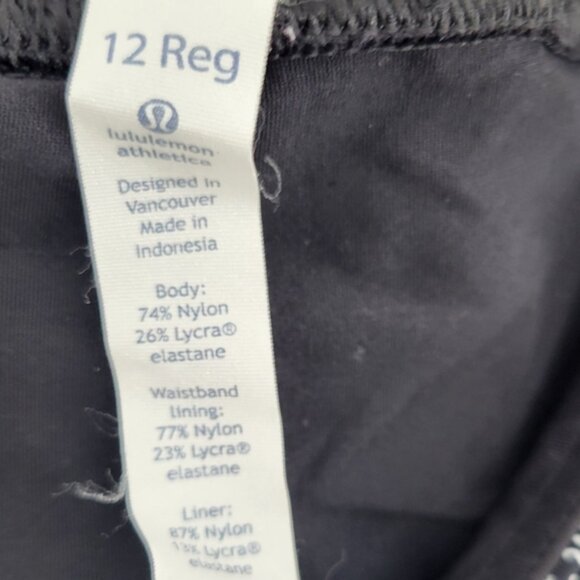 12 Reg
lululemon
athletica
Designed in
Vancouver
Made in
Indonesia
Body:
74% Nylon
26% Lycra®
elastane
Waistband
lining:
77% Nylon
23% Lycra®
elastane
Liner:
87% Nylon
13% Lycra®
elastane